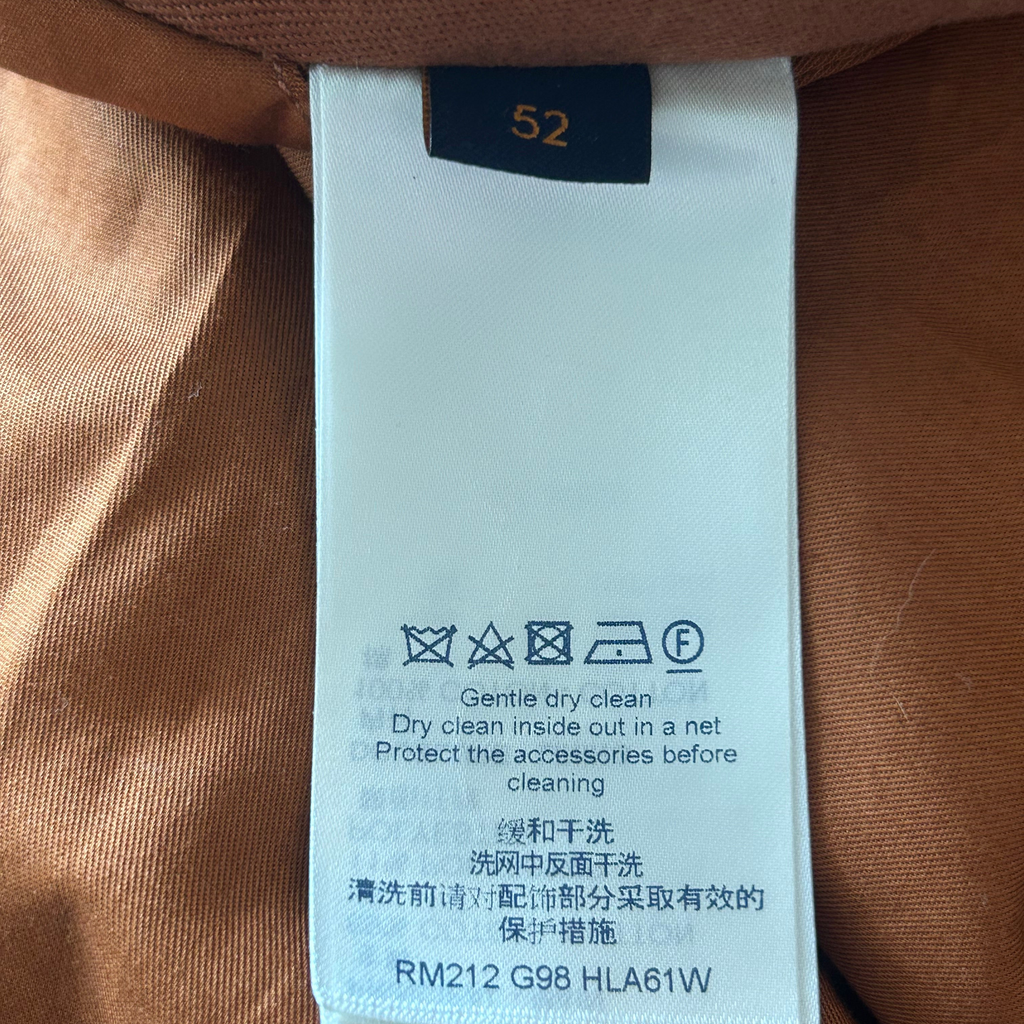 52
F
Gentle dry clean
Dry clean inside out in a net
Protect the accessories before
cleaning
缓和干洗
洗网中反面干洗
清洗前请对配饰部分采取有效的
保护措施
RM212 G98 HLA61W